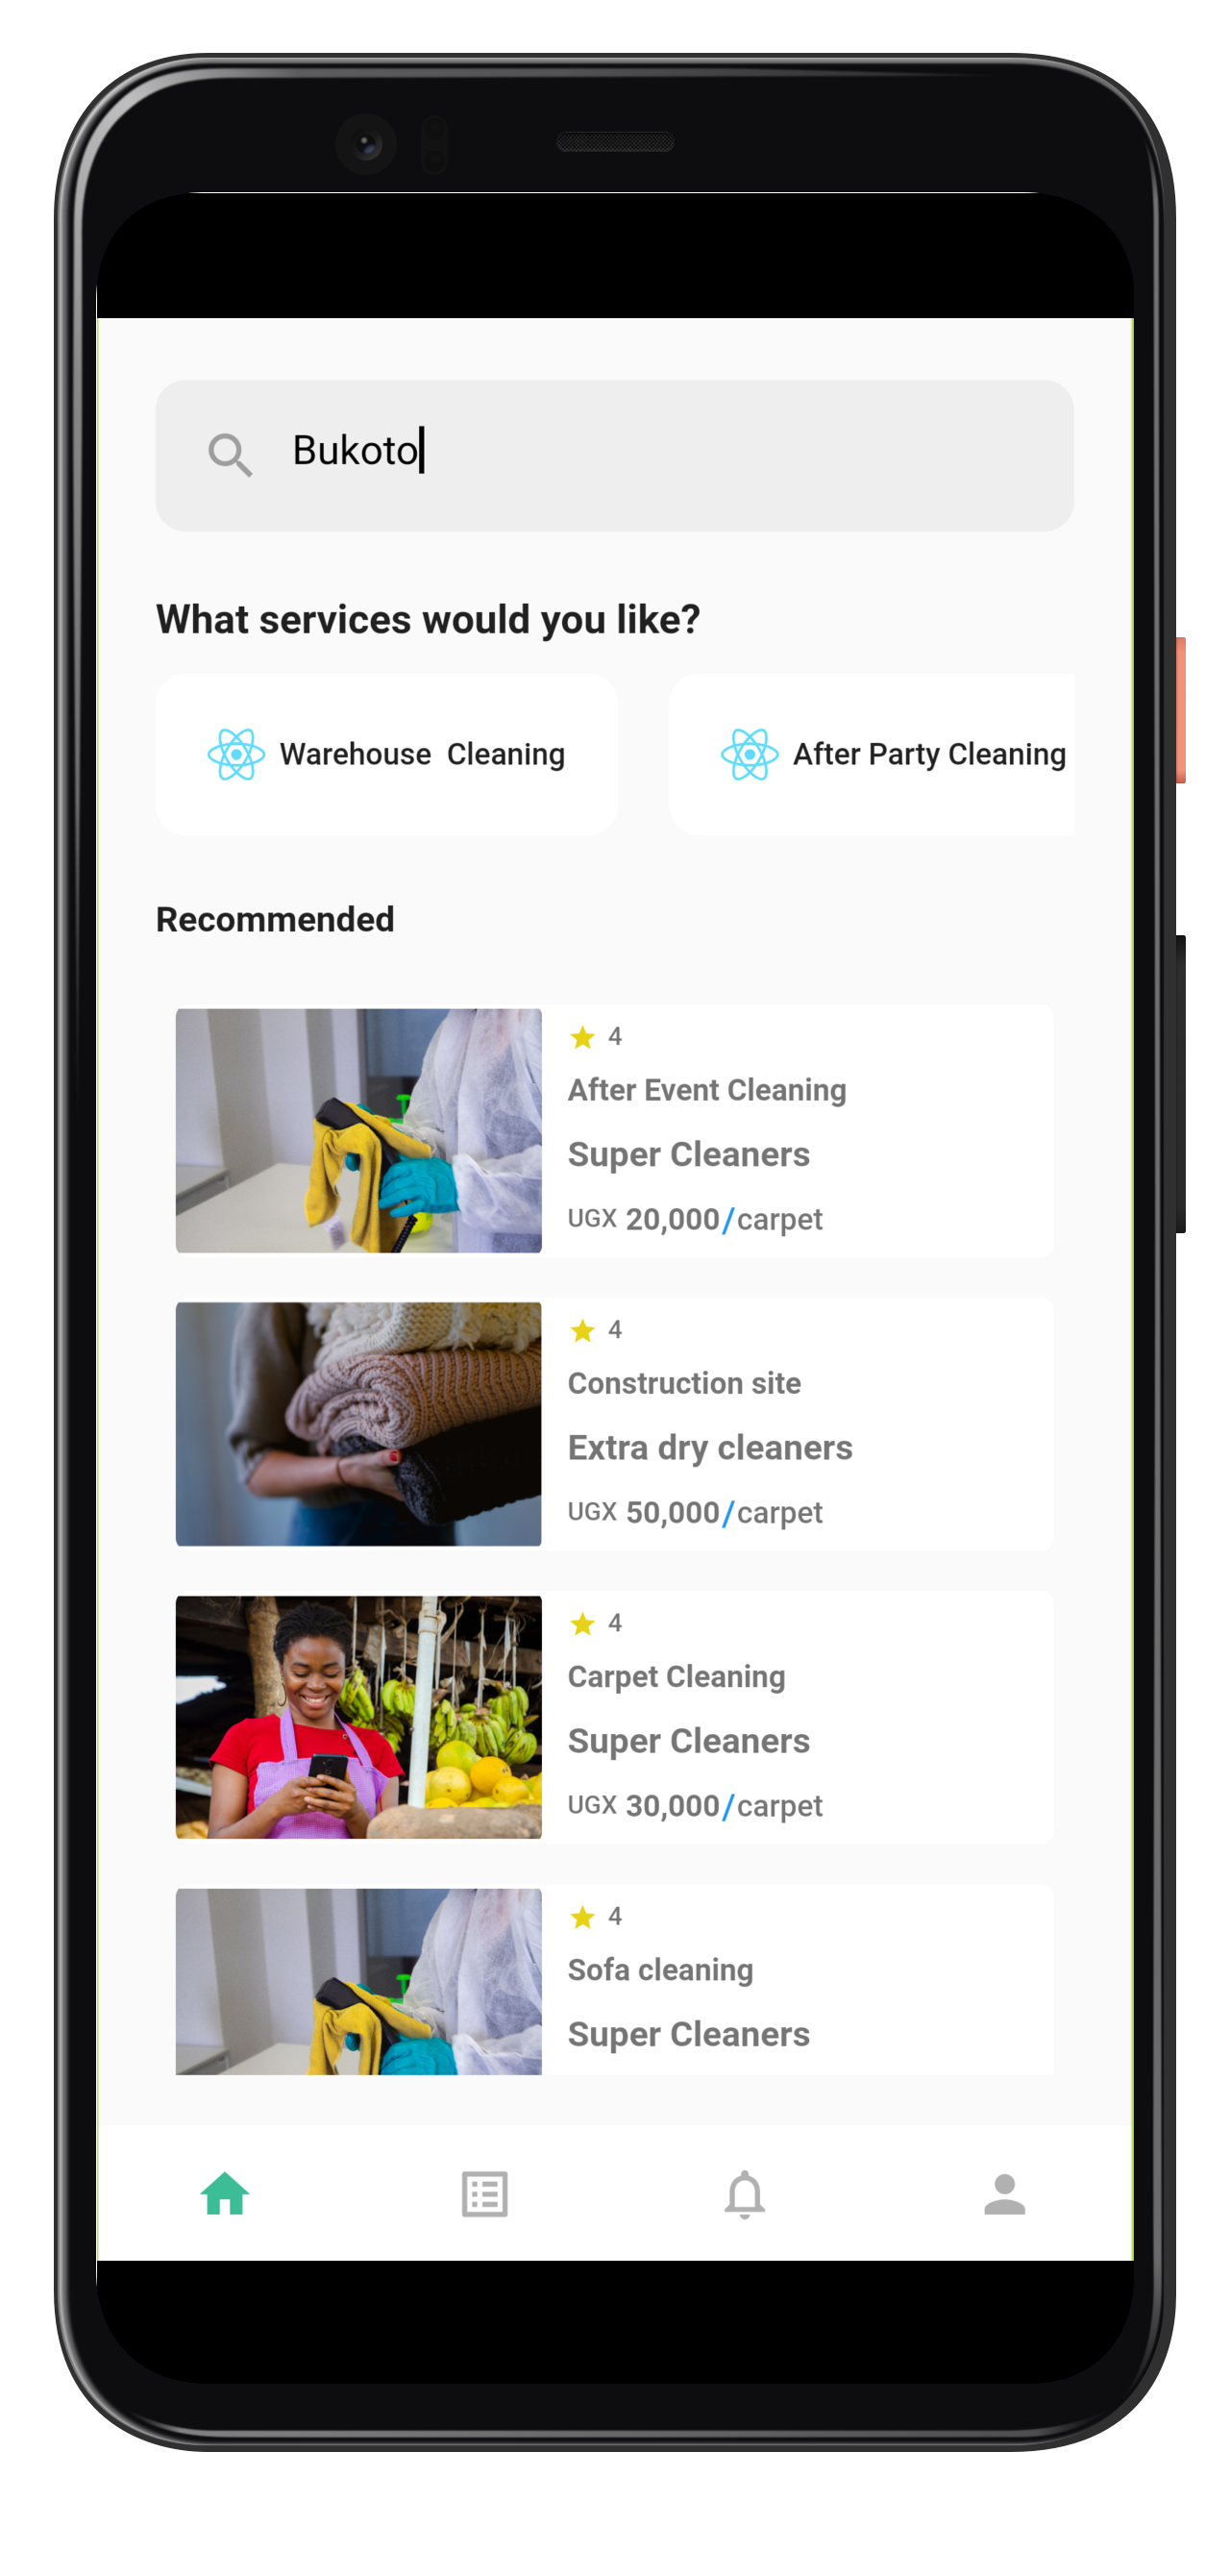 Bukoto
What services would you like?
Warehouse  Cleaning
After Party Cleaning
Recommended
4
After Event Cleaning
Super Cleaners
UGX 20,000/carpet
4
Construction site
Extra dry cleaners
UGX 50,000/carpet
4
Carpet Cleaning
Super Cleaners
UGX 30,000/carpet
4
Sofa cleaning
Super Cleaners